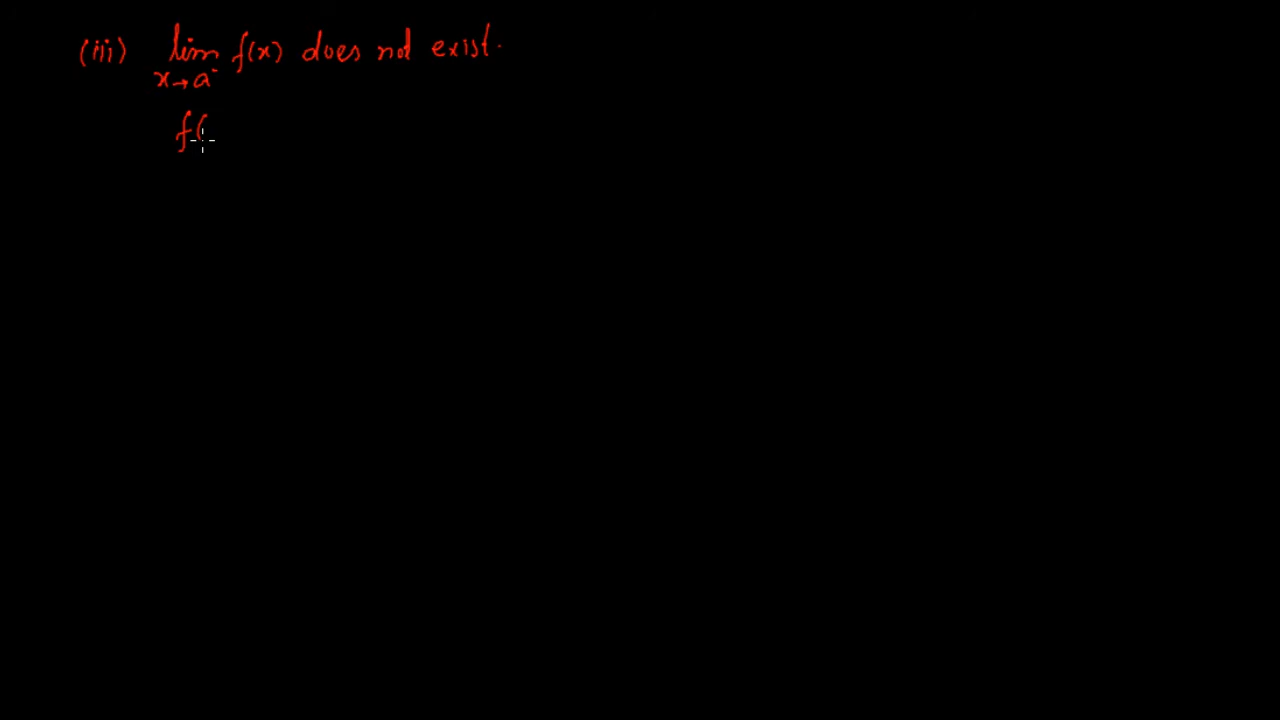 (iii) lim f(x) does not exist.
x→a⁻
f(